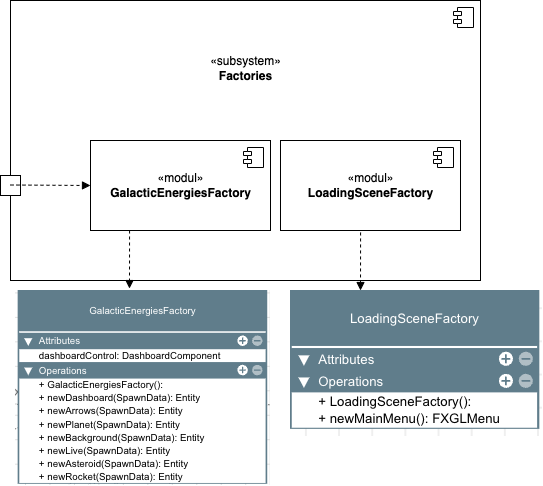 «subsystem»
Factories
«modul»
GalacticEnergiesFactory
«modul»
LoadingSceneFactory
GalacticEnergiesFactory
Attributes
dashboardControl: DashboardComponent
Operations
+ GalacticEnergiesFactory():
+ newDashboard(SpawnData): Entity
+ newArrows(SpawnData): Entity
+ newPlanet(SpawnData): Entity
+ newBackground(SpawnData): Entity
+ newLive(SpawnData): Entity
+ newAsteroid(SpawnData): Entity
+ newRocket(SpawnData): Entity
LoadingSceneFactory
Attributes
Operations
+ LoadingSceneFactory():
+ newMainMenu(): FXGLMenu